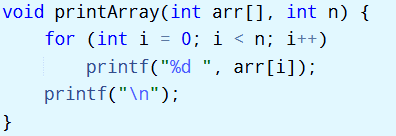 void printArray(int arr[], int n) {
    for (int i = 0; i < n; i++)
        printf("%d ", arr[i]);
    printf("\n");
}